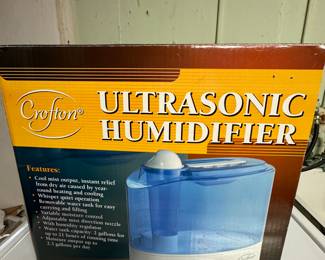 Crofton®
ULTRASONIC
HUMIDIFIER
Features:
• Cool mist output, instant relief
from dry air caused by year-
round heating and cooling
• Whisper quiet operation
• Removable water tank for easy
carrying and filling
• Variable moisture control
• Adjustable mist direction nozzle
• With humidity regulator
• Water tank capacity: 2 gallons for
up to 21 hours of running time
• Moisture output up to
2.3 gallons per day
Crofton